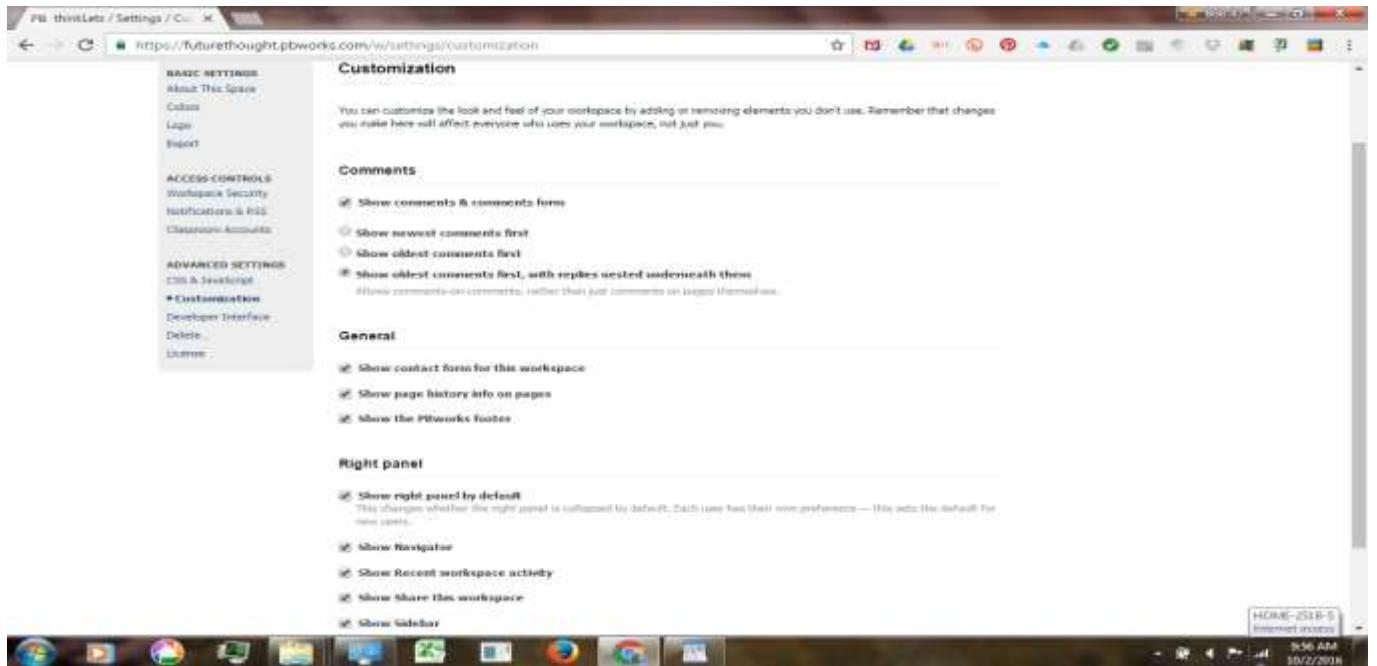 PB thinkLets / Settings / C
https://futurethought.pbworks.com/w/settings/customization
BASIC SETTINGS
About This Space
Colors
Logo
Export
ACCESS CONTROLS
Workspace Security
Notifications & RSS
Classroom Accounts
ADVANCED SETTINGS
CSS & JavaScript
Customization
Developer Interface
Delete
License
Customization
You can customize the look and feel of your workspace by adding or removing elements you don't use. Remember that changes
you make here will affect everyone who uses your workspace, not just you.
Comments
Show comments & comments form
Show newest comments first
Show oldest comments first
Show oldest comments first, with replies nested underneath them
Allows comments on comments, rather than just comments on pages themselves.
General
Show contact form for this workspace
Show page history info on pages
Show the PBworks footer
Right panel
Show right panel by default
This changes whether the right panel is collapsed by default. Each user has their own preference — this sets the default for
new users.
Show Navigator
Show Recent workspace activity
Show Share this workspace
Show Sidebar
HOME-251B-5
Internet access
9:56 AM
10/2/2016